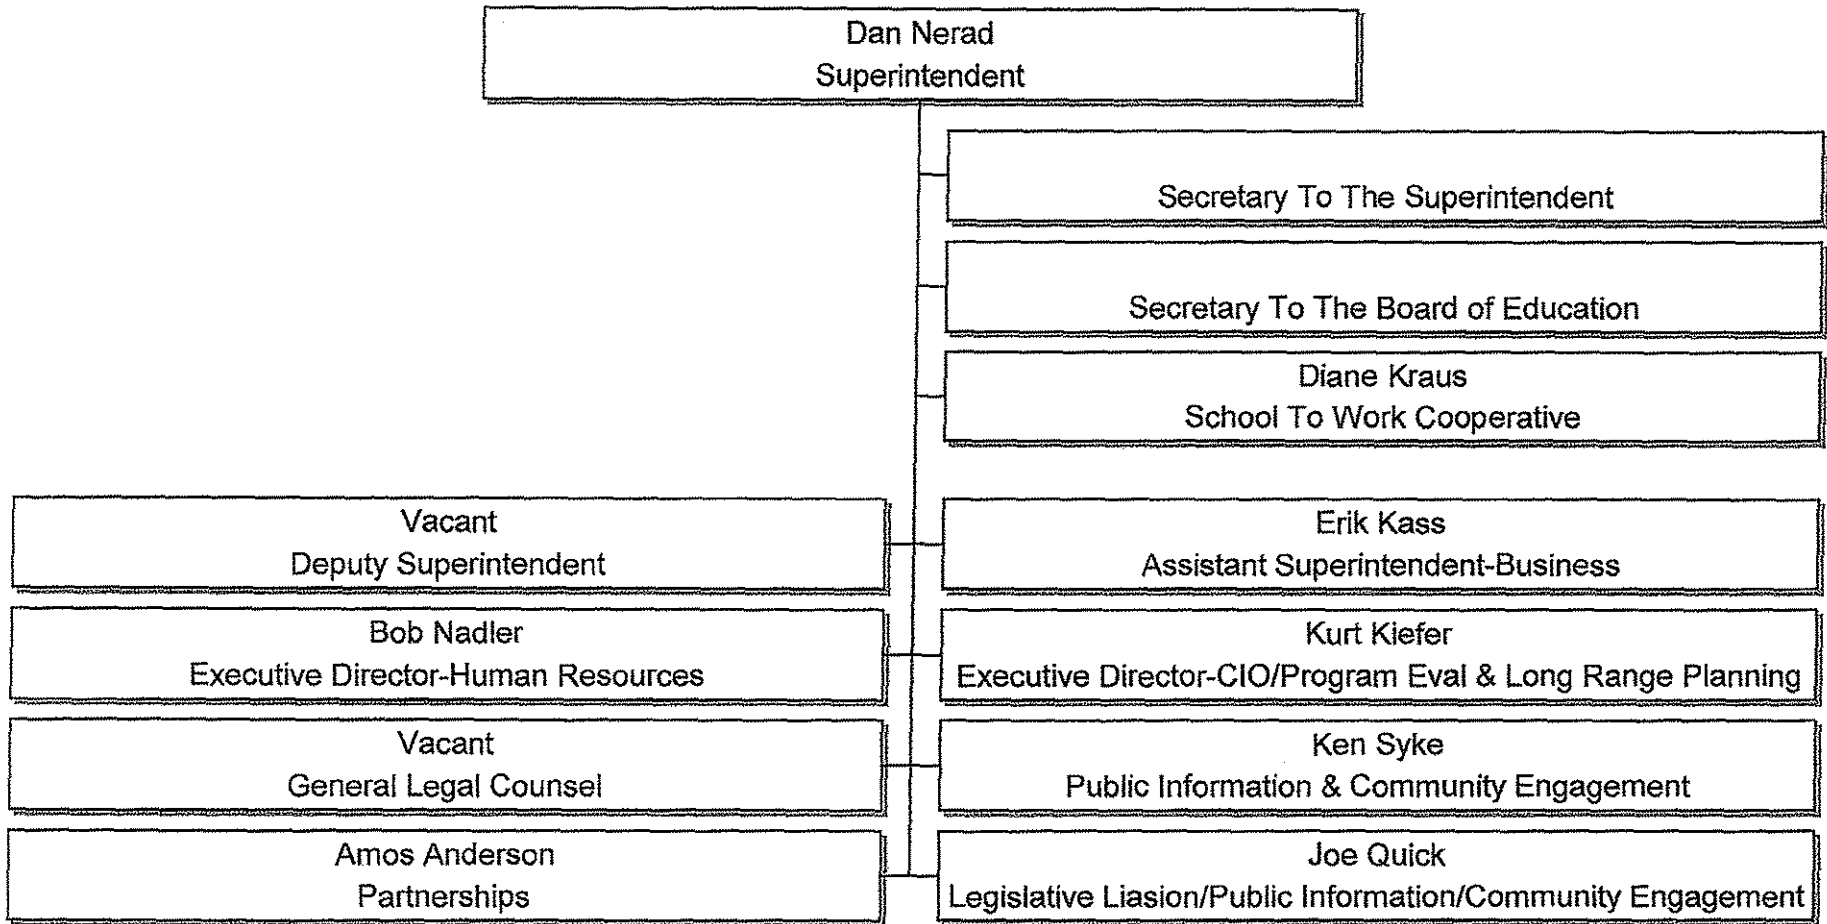 Dan Nerad
Superintendent
Secretary To The Superintendent
Secretary To The Board of Education
Diane Kraus
School To Work Cooperative
Vacant
Deputy Superintendent
Erik Kass
Assistant Superintendent-Business
Bob Nadler
Executive Director-Human Resources
Kurt Kiefer
Executive Director-CIO/Program Eval & Long Range Planning
Vacant
General Legal Counsel
Ken Syke
Public Information & Community Engagement
Amos Anderson
Partnerships
Joe Quick
Legislative Liasion/Public Information/Community Engagement